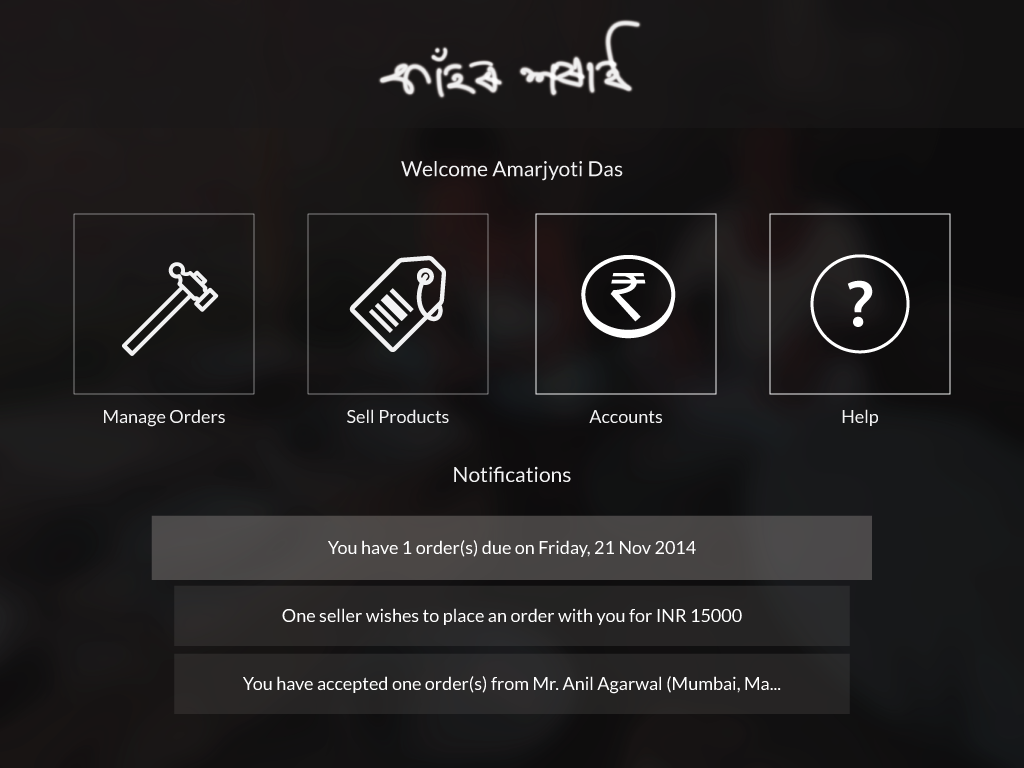 কাঁহৰ শৰাই
Welcome Amarjyoti Das
Manage Orders
Sell Products
Accounts
Help
Notifications
You have 1 order(s) due on Friday, 21 Nov 2014
One seller wishes to place an order with you for INR 15000
You have accepted one order(s) from Mr. Anil Agarwal (Mumbai, Ma...